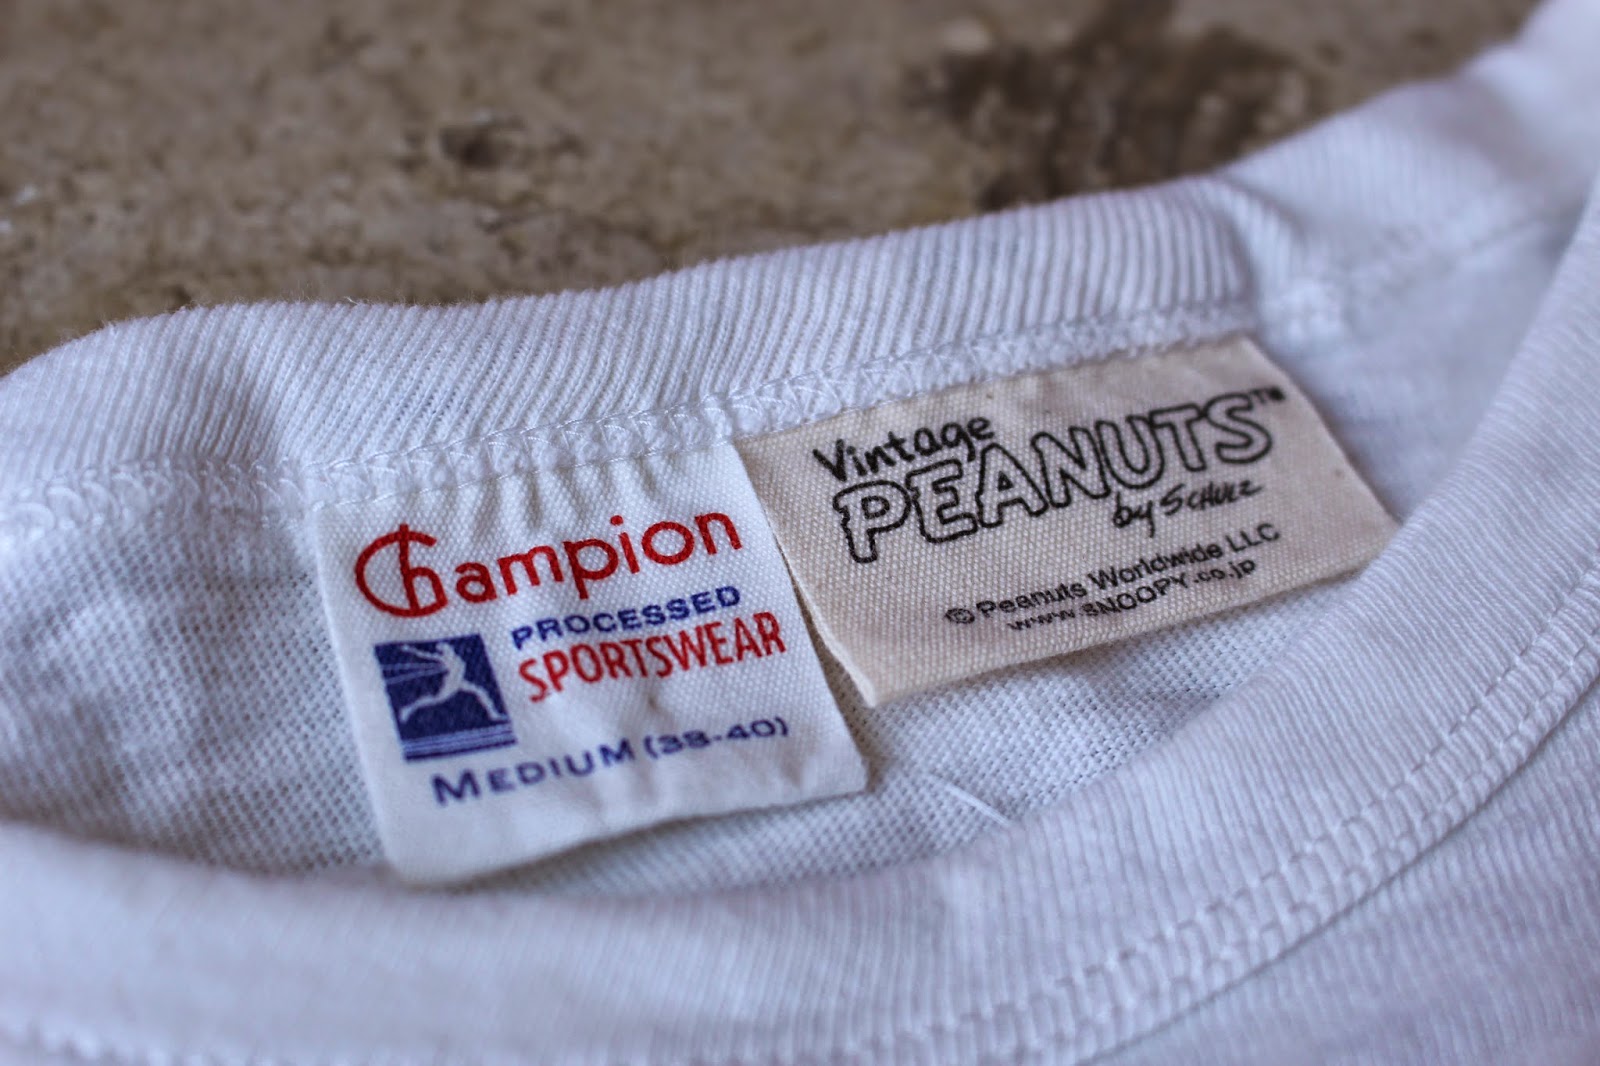 Champion
PROCESSED
SPORTSWEAR
MEDIUM (38-40)
Vintage
PEANUTS™
by SCHULZ
© Peanuts Worldwide LLC
www.SNOOPY.co.jp